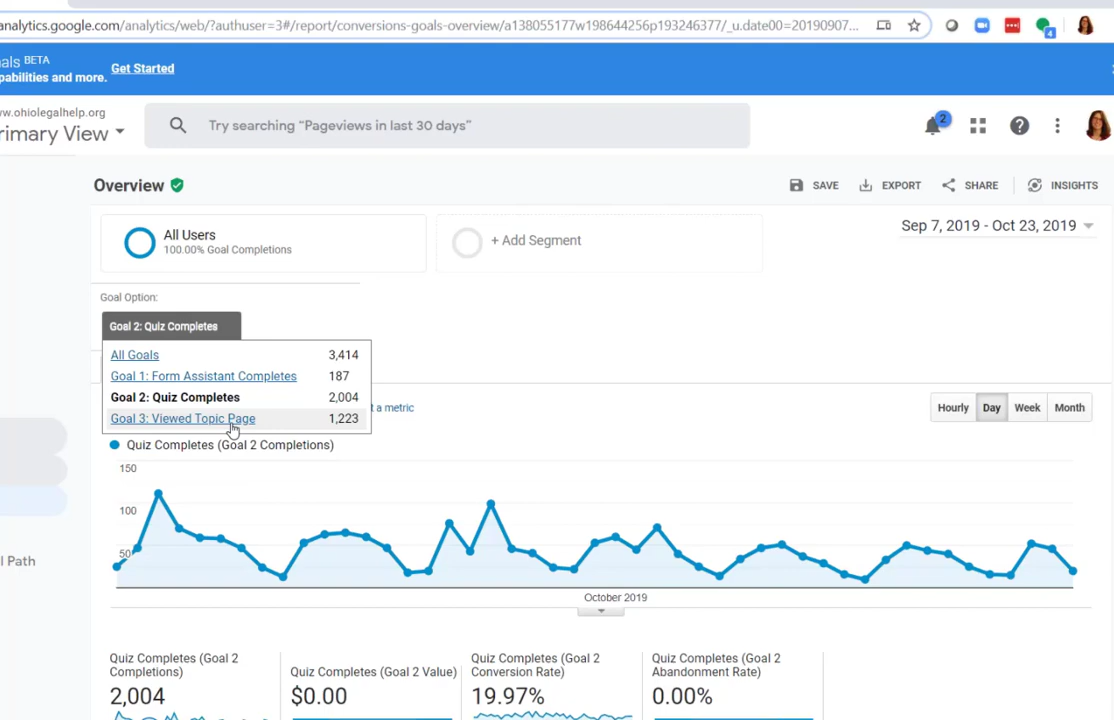 analytics.google.com/analytics/web/?authuser=3#/report/conversions-goals-overview/a138055177w198644256p193246377/_u.date00=20190907...
4
als BETA
pabilities and more. Get Started
ww.ohiolegalhelp.org
rimary View
Try searching “Pageviews in last 30 days”
2
Overview
SAVE EXPORT SHARE INSIGHTS
All Users
100.00% Goal Completions
+ Add Segment
Sep 7, 2019 - Oct 23, 2019
Goal Option:
Goal 2: Quiz Completes
All Goals 3,414
Goal 1: Form Assistant Completes 187
Goal 2: Quiz Completes 2,004
Goal 3: Viewed Topic Page 1,223
t a metric
Hourly Day Week Month
Quiz Completes (Goal 2 Completions)
150
100
50
October 2019
l Path
Quiz Completes (Goal 2
Completions)
2,004
Quiz Completes (Goal 2 Value)
$0.00
Quiz Completes (Goal 2
Conversion Rate)
19.97%
Quiz Completes (Goal 2
Abandonment Rate)
0.00%